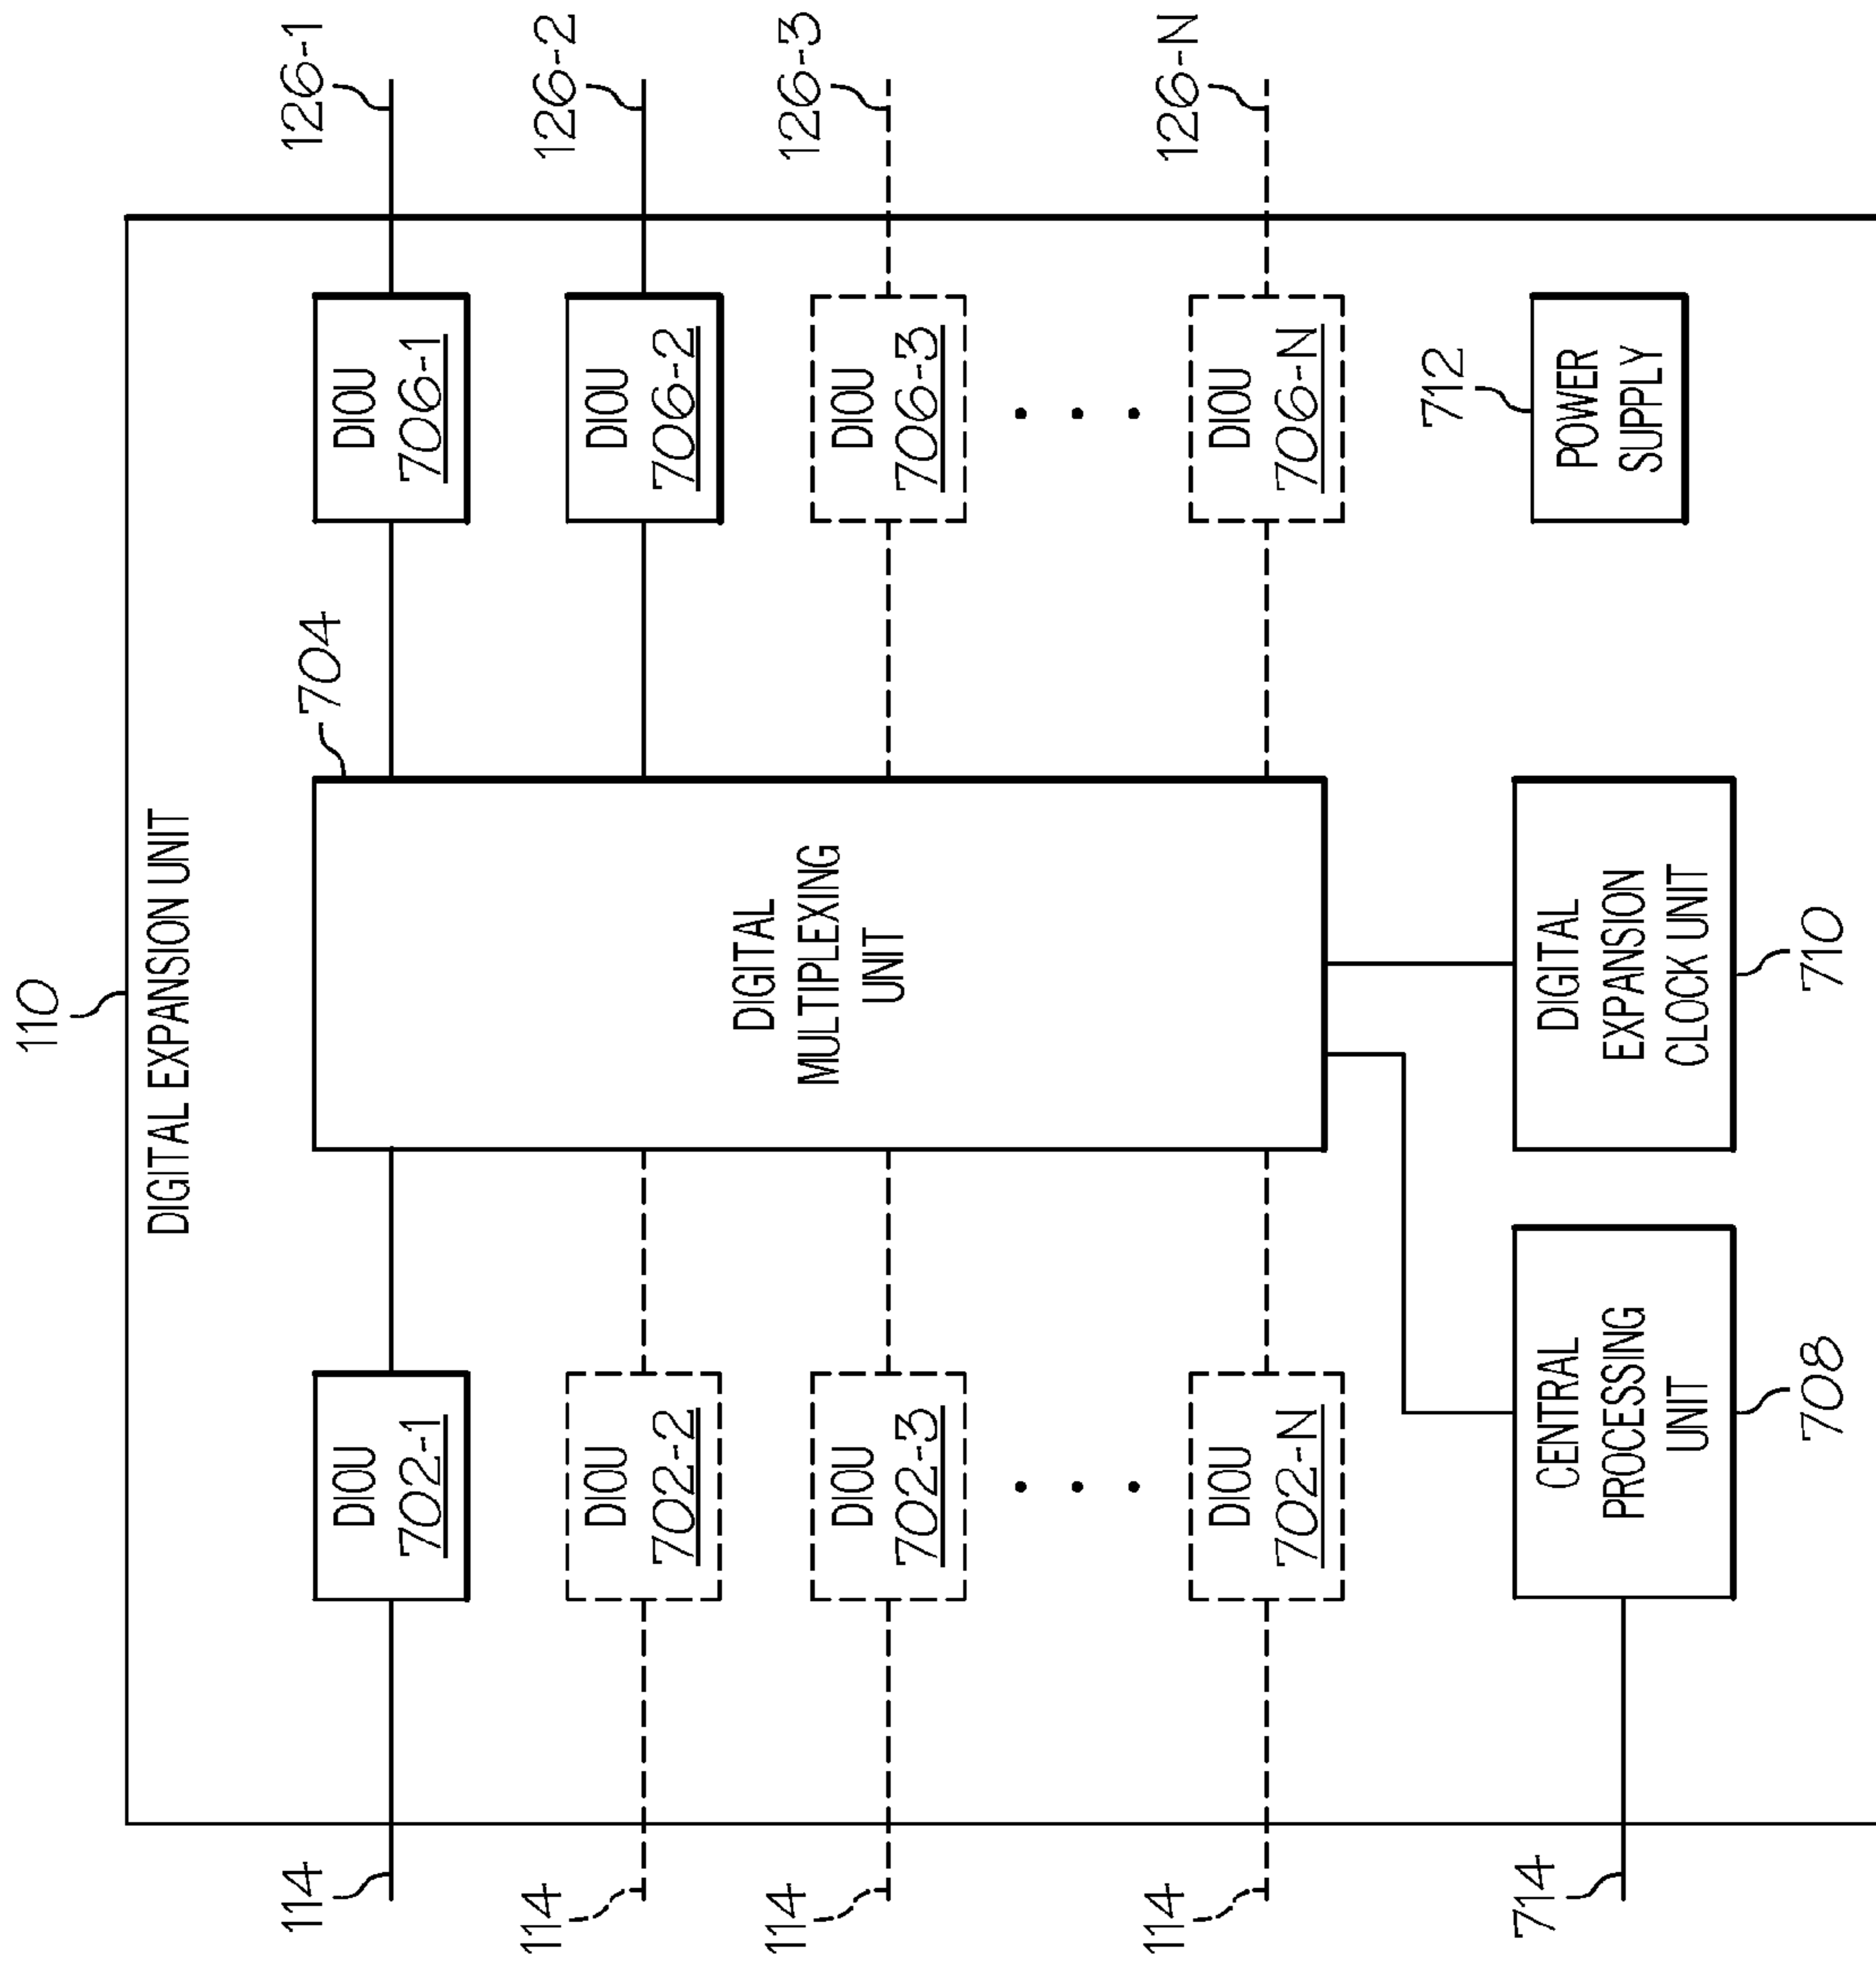 110
DIGITAL EXPANSION UNIT
704
114
DIOU
702-1
DIOU
706-1
126-1
114
DIOU
702-2
DIOU
706-2
126-2
DIGITAL
MULTIPLEXING
UNIT
114
DIOU
702-3
DIOU
706-3
126-3
114
DIOU
702-N
DIOU
706-N
126-N
714
CENTRAL
PROCESSING
UNIT
708
DIGITAL
EXPANSION
CLOCK UNIT
710
712
POWER
SUPPLY